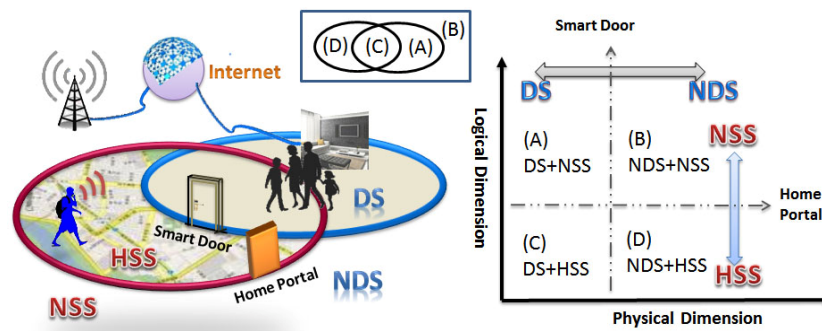 Internet
(D)
(C)
(A)
(B)
DS
Smart Door
HSS
Home Portal
NDS
NSS
Smart Door
DS
NDS
Logical Dimension
NSS
(A)
DS+NSS
(B)
NDS+NSS
Home
Portal
(C)
DS+HSS
(D)
NDS+HSS
HSS
Physical Dimension